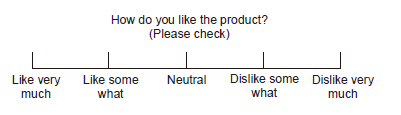 How do you like the product?
(Please check)
Like very much
Like some what
Neutral
Dislike some what
Dislike very much